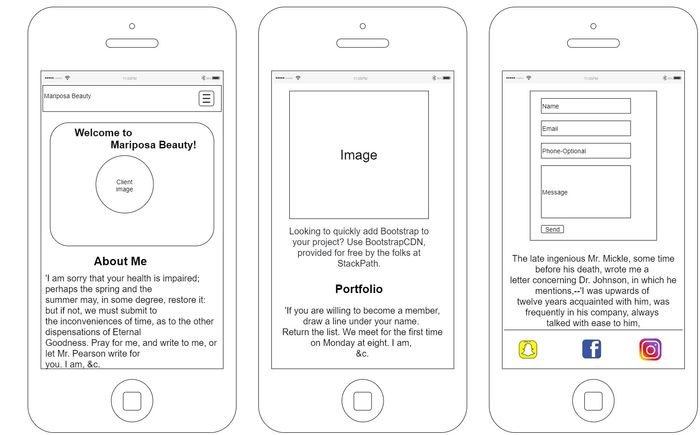 11:08PM
Mariposa Beauty
Welcome to
Mariposa Beauty!
Client
image
About Me
'I am sorry that your health is impaired;
perhaps the spring and the
summer may, in some degree, restore it:
but if not, we must submit to
the inconveniences of time, as to the other
dispensations of Eternal
Goodness. Pray for me, and write to me, or
let Mr. Pearson write for
you. I am, &c.
11:08PM
Image
Looking to quickly add Bootstrap to
your project? Use BootstrapCDN,
provided for free by the folks at
StackPath.
Portfolio
'If you are willing to become a member,
draw a line under your name.
Return the list. We meet for the first time
on Monday at eight. I am,
&c.
11:08PM
Name
Email
Phone-Optional
Message
Send
The late ingenious Mr. Mickle, some time
before his death, wrote me a
letter concerning Dr. Johnson, in which he
mentions,--'I was upwards of
twelve years acquainted with him, was
frequently in his company, always
talked with ease to him,